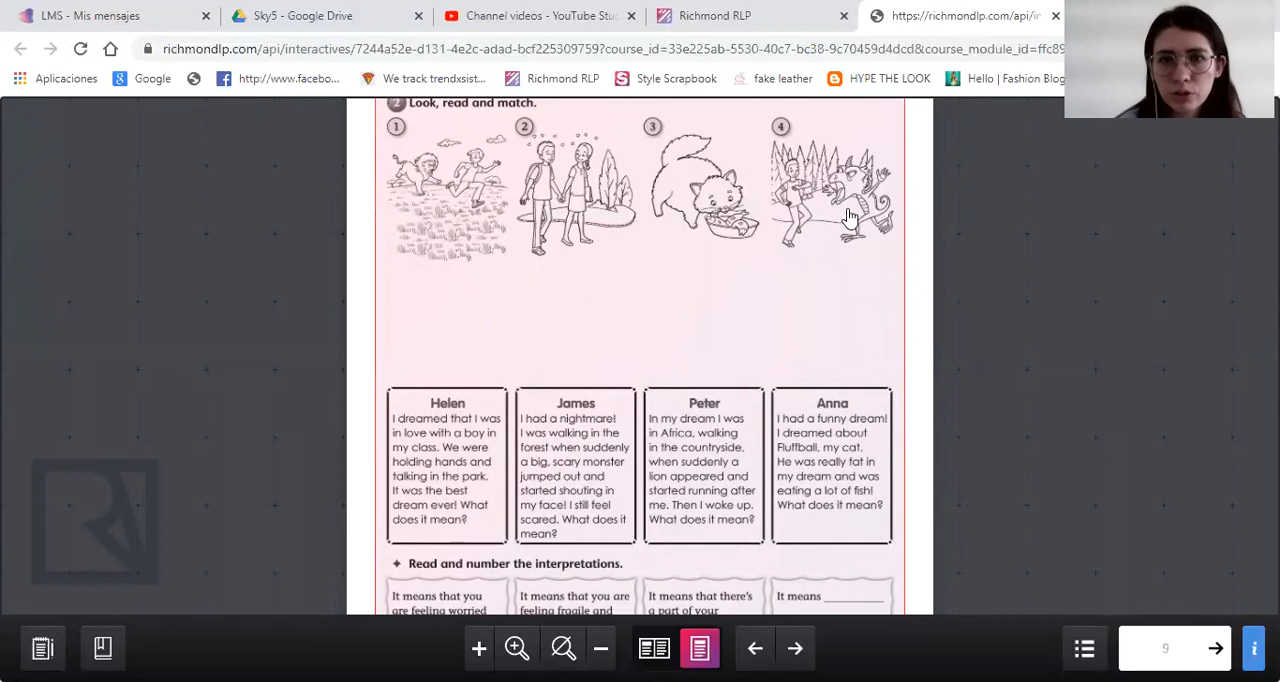 LMS - Mis mensajes
Sky5 - Google Drive
Channel videos - YouTube Stu
Richmond RLP
https://richmondlp.com/api/in
richmondlp.com/api/interactives/7244a52e-d131-4e2c-adad-bcf225309759?course_id=33e225ab-5530-40c7-bc38-9c70459d4dcd&course_module_id=ffc89
Aplicaciones
Google
http://www.facebo...
We track trendxsist...
Richmond RLP
Style Scrapbook
fake leather
HYPE THE LOOK
Hello | Fashion Blog
2 Look, read and match.
1
2
3
4
Helen
I dreamed that I was
in love with a boy in
my class. We were
holding hands and
talking in the park.
It was the best
dream ever! What
does it mean?
James
I had a nightmare!
I was walking in the
forest when suddenly
a big, scary monster
jumped out and
started shouting in
my face! I still feel
scared. What does it
mean?
Peter
In my dream I was
in Africa, walking
in the countryside,
when suddenly a
lion appeared and
started running after
me. Then I woke up.
What does it mean?
Anna
I had a funny dream!
I dreamed about
Fluffball, my cat.
He was really fat in
my dream and was
eating a lot of fish!
What does it mean?
Read and number the interpretations.
It means that you
are feeling worried
It means that you are
feeling fragile and
It means that there's
a part of your
It means
9